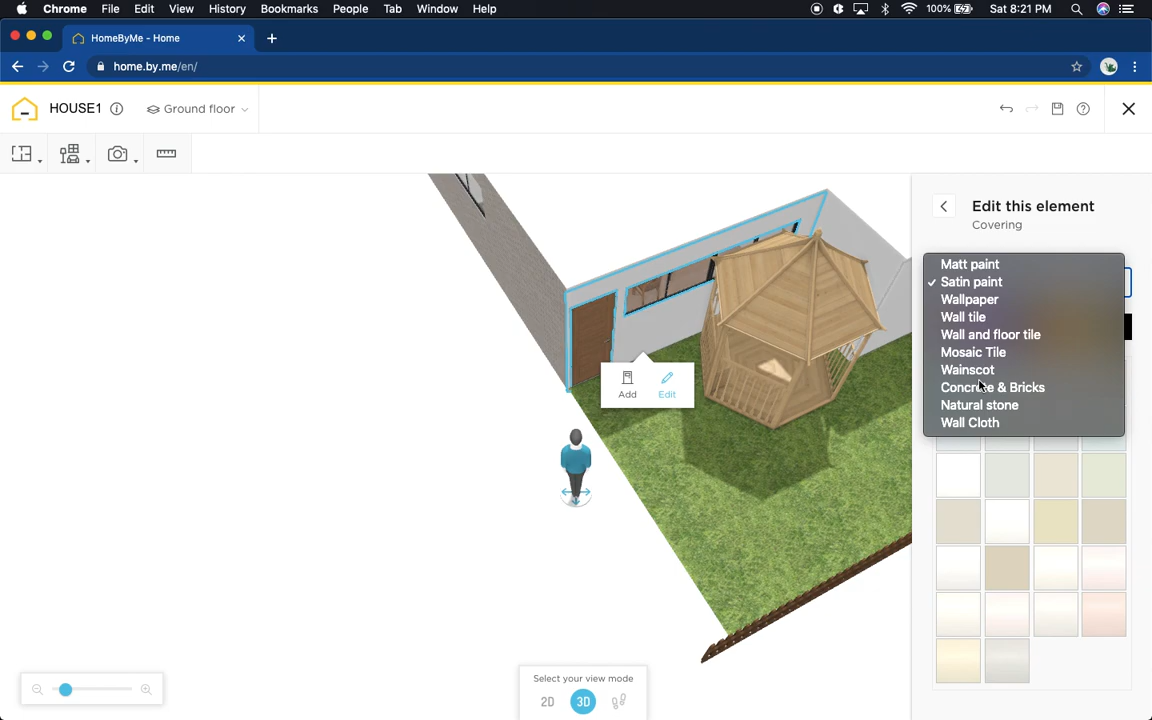 Chrome File Edit View History Bookmarks People Tab Window Help 100% Sat 8:21 PM
HomeByMe - Home
home.by.me/en/
HOUSE1 Ground floor
Edit this element
Covering
Matt paint
✓ Satin paint
Wallpaper
Wall tile
Wall and floor tile
Mosaic Tile
Wainscot
Concrete & Bricks
Natural stone
Wall Cloth
Add Edit
Select your view mode
2D 3D